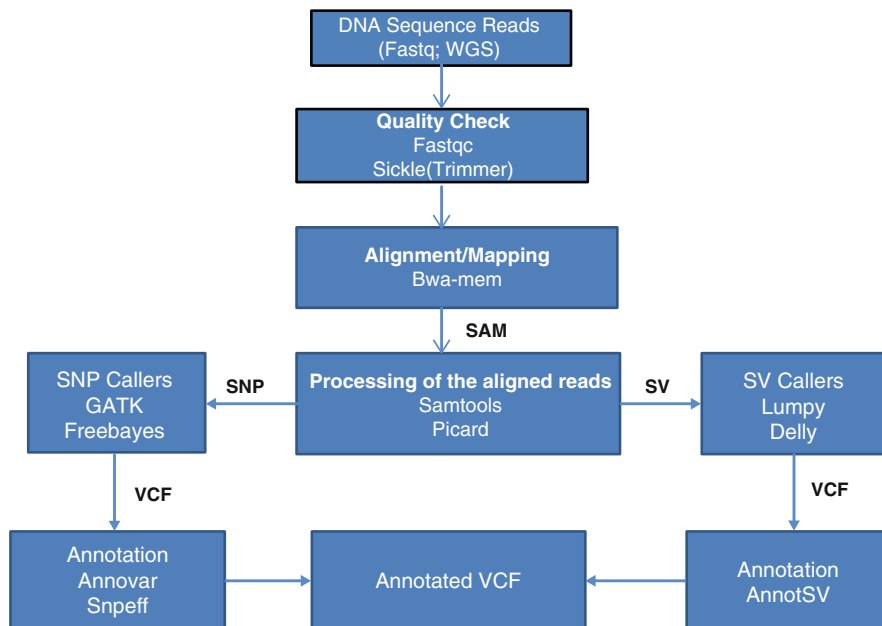 DNA Sequence Reads
(Fastq; WGS)
Quality Check
Fastqc
Sickle(Trimmer)
Alignment/Mapping
Bwa-mem
SAM
SNP Callers
GATK
Freebayes
SNP
Processing of the aligned reads
Samtools
Picard
SV
SV Callers
Lumpy
Delly
VCF
VCF
Annotation
Annovar
Snpeff
Annotated VCF
Annotation
AnnotSV